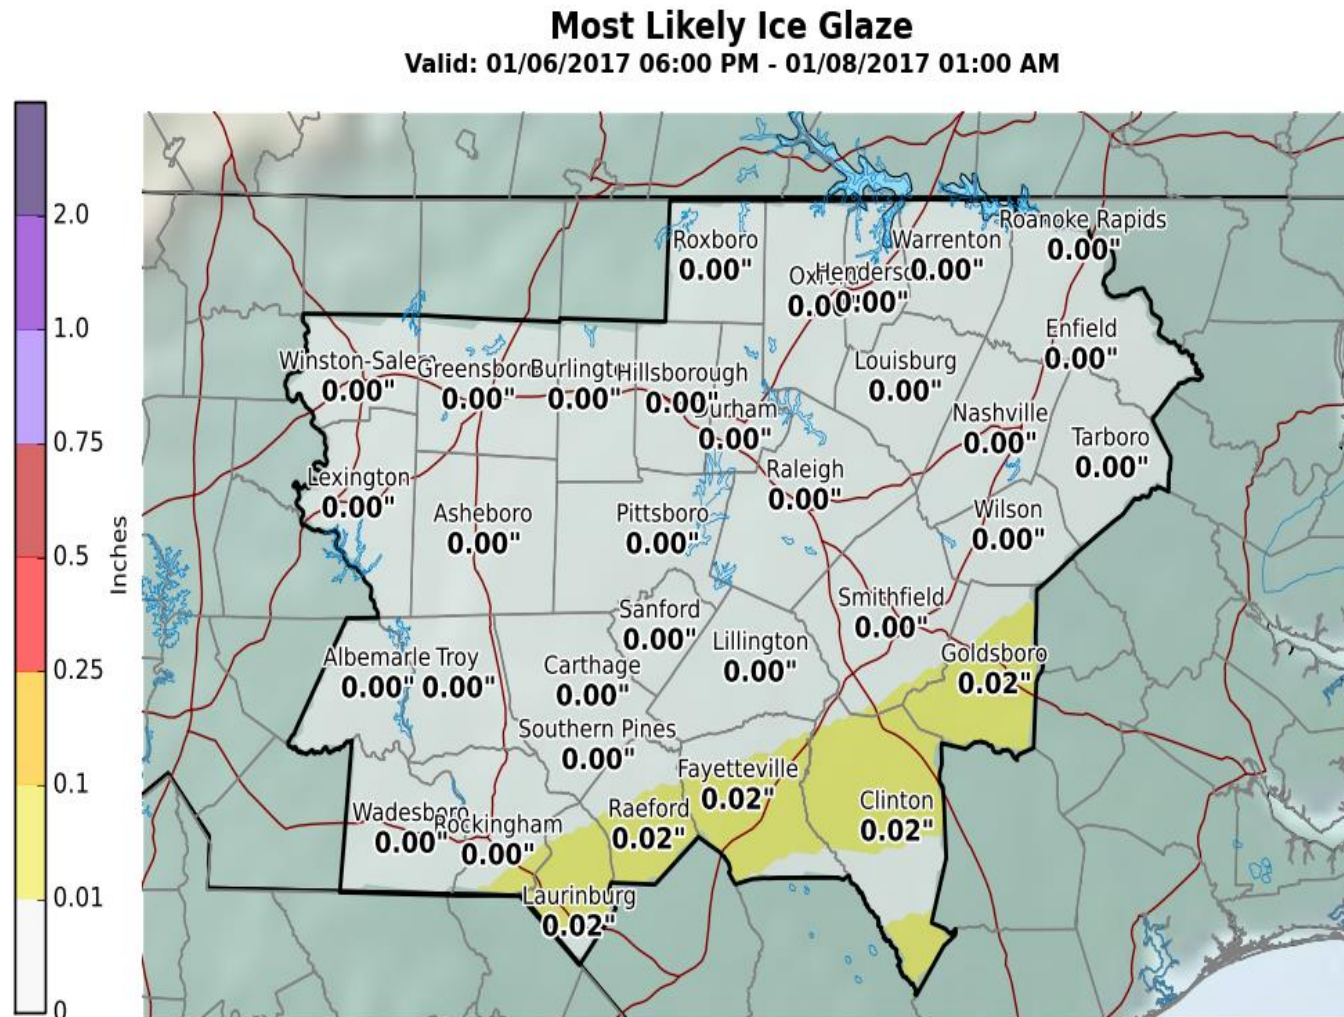 Most Likely Ice Glaze
Valid: 01/06/2017 06:00 PM - 01/08/2017 01:00 AM
2.0
1.0
0.75
0.5
0.25
0.1
0.01
0
Inches
Roanoke Rapids
0.00"
Roxboro
0.00"
Warrenton
0.00"
0.00"
Enfield
0.00"
Winston-Salem
0.00"
Greensboro
0.00"
Burlington
0.00"
Hillsborough
0.00"
Louisburg
0.00"
Durham
0.00"
Nashville
0.00"
Tarboro
0.00"
Raleigh
0.00"
Lexington
0.00"
Asheboro
0.00"
Pittsboro
0.00"
Wilson
0.00"
Smithfield
0.00"
Sanford
0.00"
Lillington
0.00"
Goldsboro
0.02"
Albemarle
0.00"
Troy
0.00"
Carthage
0.00"
Southern Pines
0.00"
Fayetteville
0.02"
Clinton
0.02"
Raeford
0.02"
Wadesboro
0.00"
Rockingham
0.00"
Laurinburg
0.02"